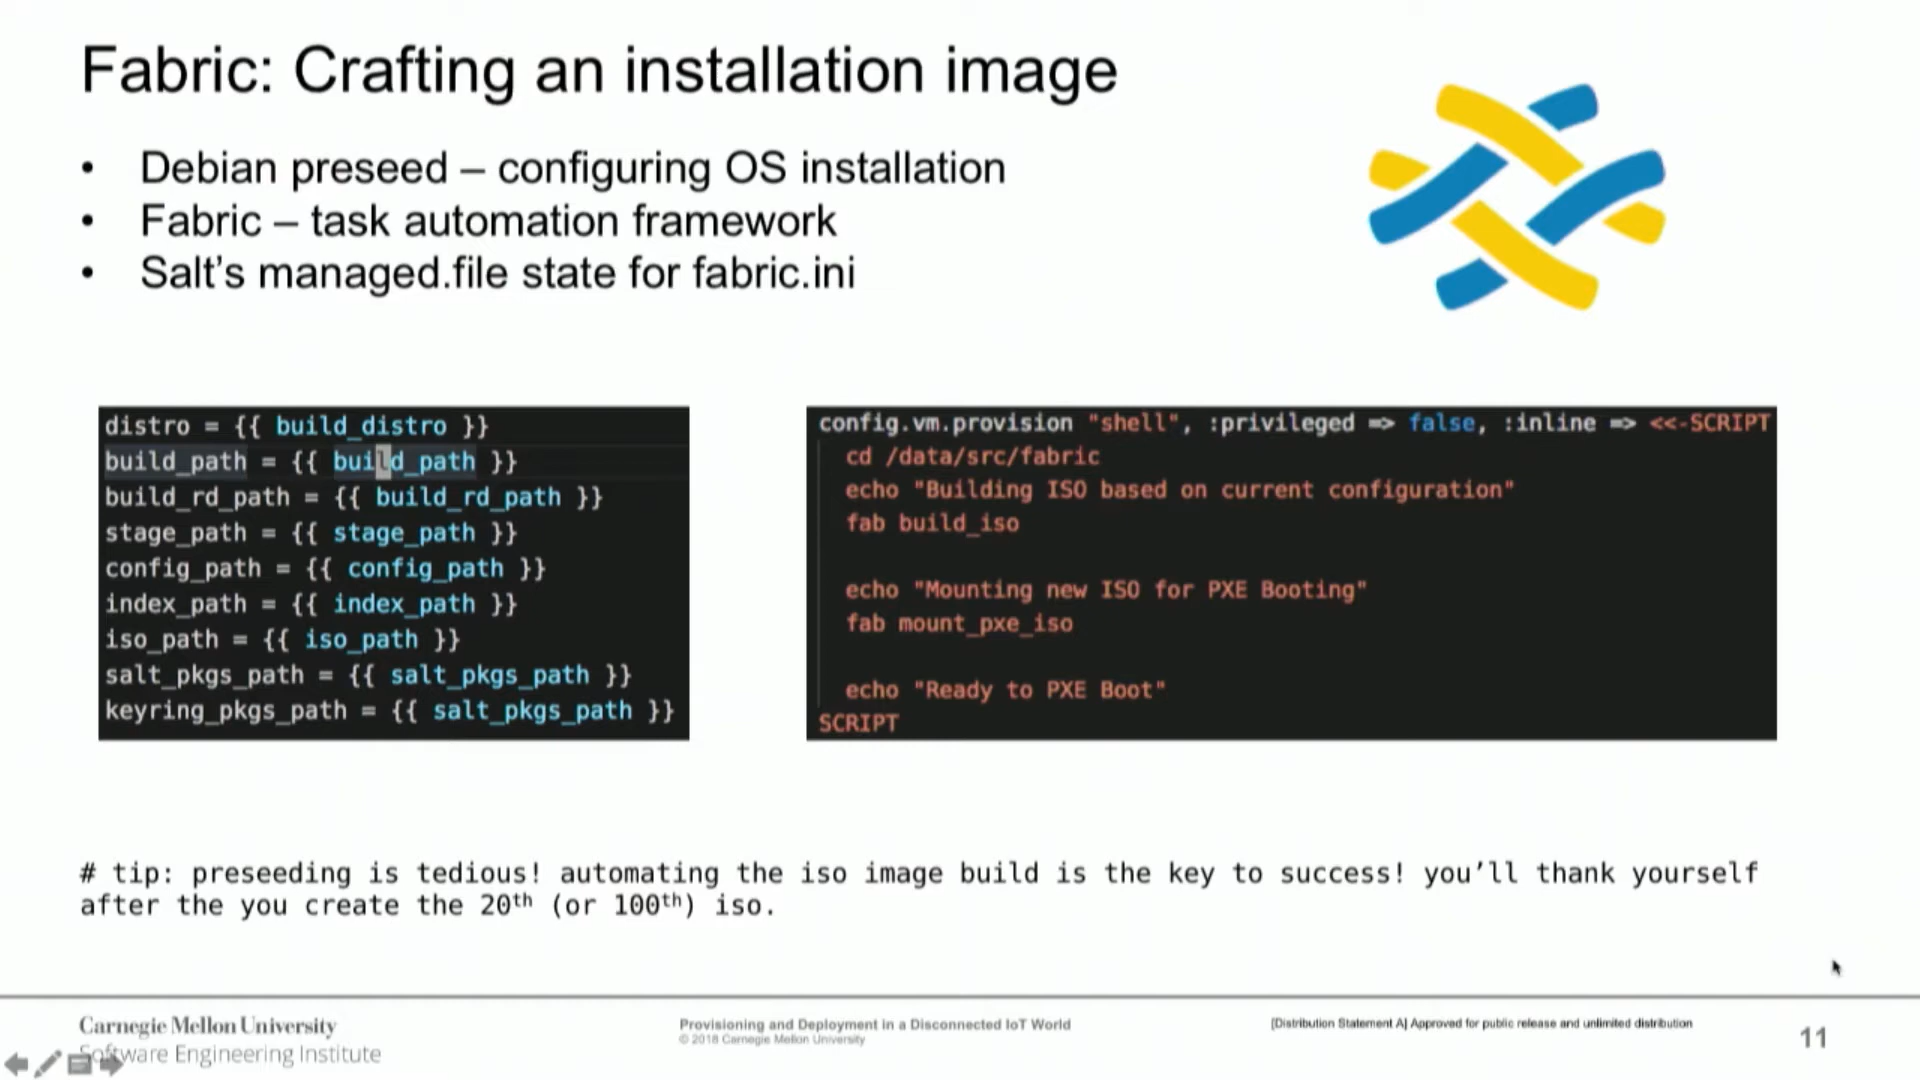 Fabric: Crafting an installation image
• Debian preseed – configuring OS installation
• Fabric – task automation framework
• Salt’s managed.file state for fabric.ini
distro = {{ build_distro }}
build_path = {{ build_path }}
build_rd_path = {{ build_rd_path }}
stage_path = {{ stage_path }}
config_path = {{ config_path }}
index_path = {{ index_path }}
iso_path = {{ iso_path }}
salt_pkgs_path = {{ salt_pkgs_path }}
keyring_pkgs_path = {{ salt_pkgs_path }}
config.vm.provision "shell", :privileged => false, :inline => <<-SCRIPT
cd /data/src/fabric
echo "Building ISO based on current configuration"
fab build_iso
echo "Mounting new ISO for PXE Booting"
fab mount_pxe_iso
echo "Ready to PXE Boot"
SCRIPT
# tip: preseeding is tedious! automating the iso image build is the key to success! you’ll thank yourself
after the you create the 20th (or 100th) iso.
Carnegie Mellon University
Software Engineering Institute
Provisioning and Deployment in a Disconnected IoT World
© 2018 Carnegie Mellon University
[Distribution Statement A] Approved for public release and unlimited distribution
11